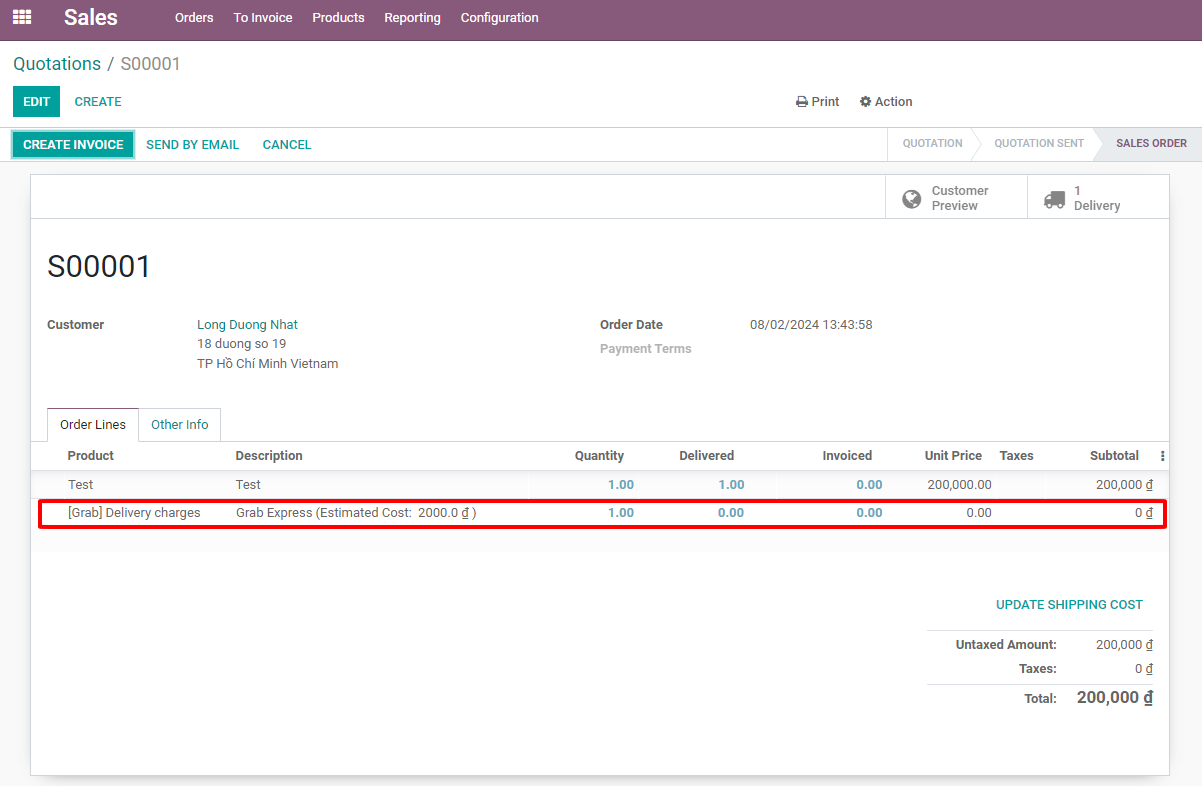 Sales Orders To Invoice Products Reporting Configuration
Quotations / S00001
EDIT CREATE Print Action
CREATE INVOICE SEND BY EMAIL CANCEL QUOTATION QUOTATION SENT SALES ORDER
Customer Preview
1 Delivery
S00001
Customer Long Duong Nhat
18 duong so 19
TP Hồ Chí Minh Vietnam
Order Date 08/02/2024 13:43:58
Payment Terms
Order Lines Other Info
Product Description Quantity Delivered Invoiced Unit Price Taxes Subtotal
Test Test 1.00 1.00 0.00 200,000.00 200,000 ₫
[Grab] Delivery charges Grab Express (Estimated Cost: 2000.0 ₫ ) 1.00 0.00 0.00 0.00 0 ₫
UPDATE SHIPPING COST
Untaxed Amount: 200,000 ₫
Taxes: 0 ₫
Total: 200,000 ₫